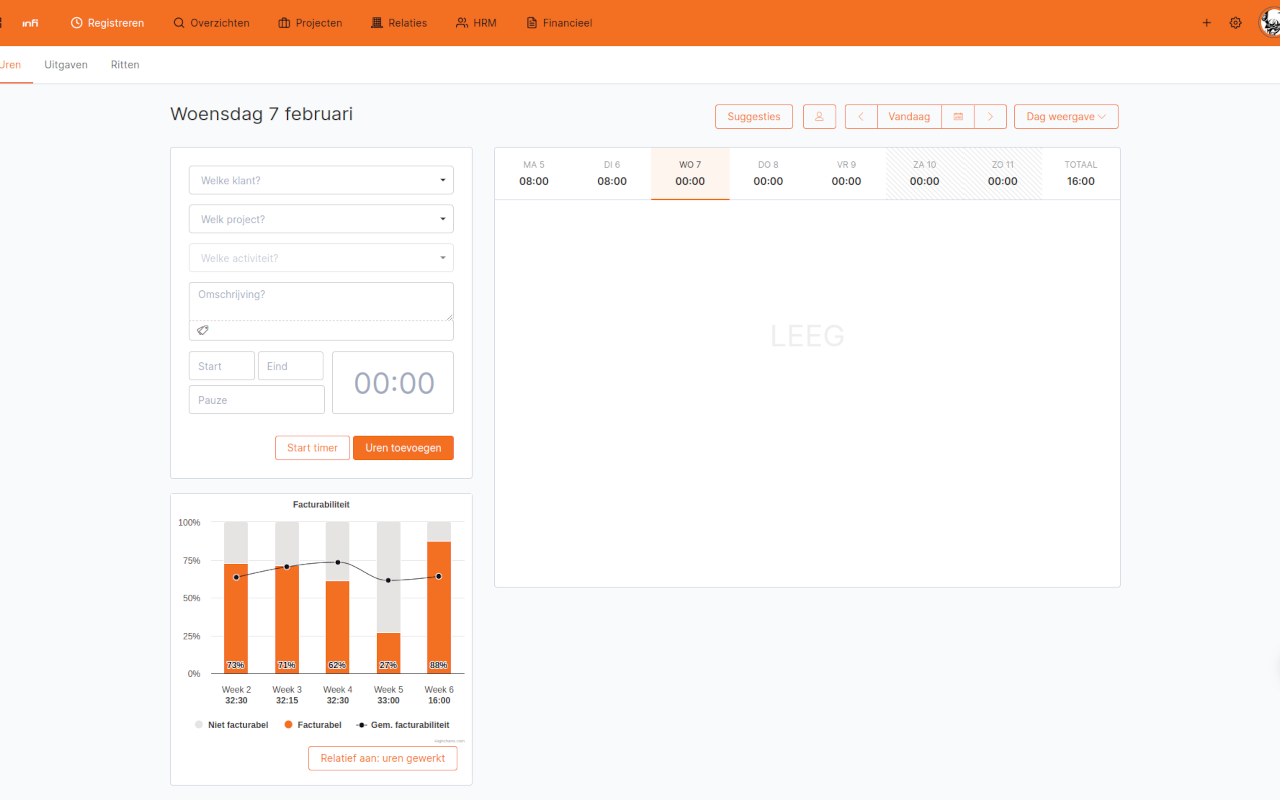 infi Registreren Overzichten Projecten Relaties HRM Financieel
Uren Uitgaven Ritten
Woensdag 7 februari
Suggesties Vandaag Dag weergave
Welke klant?
Welk project?
Welke activiteit?
Omschrijving?
Start Eind
00:00
Pauze
Start timer Uren toevoegen
MA 5 DI 6 WO 7 DO 8 VR 9 ZA 10 ZO 11 TOTAAL
08:00 08:00 00:00 00:00 00:00 00:00 00:00 16:00
LEEG
Facturabiliteit
100%
75%
50%
25%
0%
73% 71% 62% 27% 88%
Week 2 Week 3 Week 4 Week 5 Week 6
32:30 32:15 32:30 33:00 16:00
Niet facturabel Facturabel Gem. facturabiliteit
Relatief aan: uren gewerkt